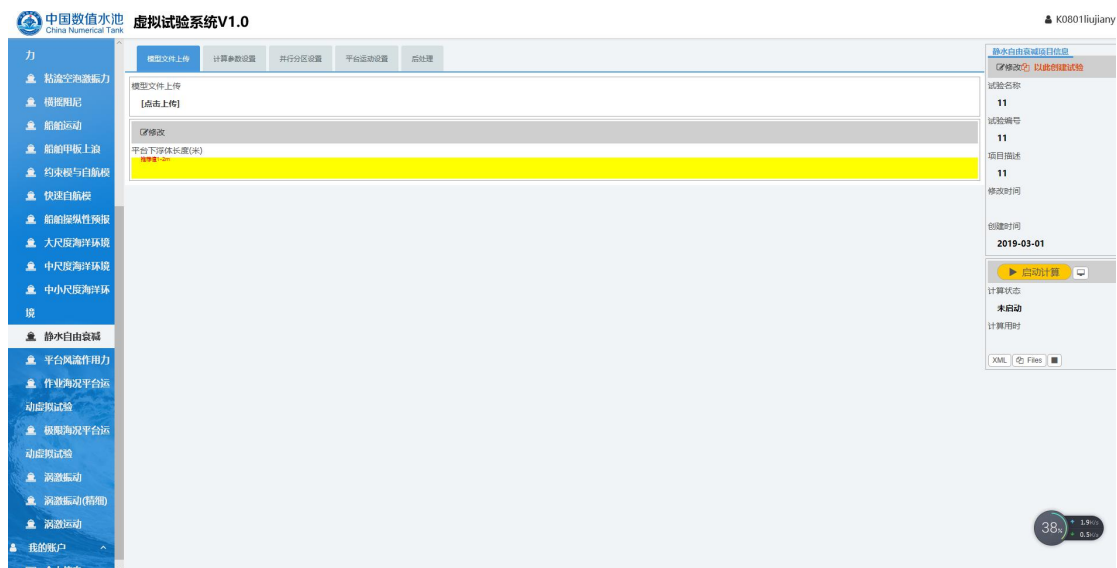 中国数值水池
China Numerical Tank
虚拟试验系统V1.0
K0801liujiany
力
粘流空泡激振力
横摇阻尼
船舶运动
船舶甲板上浪
约束模与自航模
快速自航模
船舶操纵性预报
大尺度海洋环境
中尺度海洋环境
中小尺度海洋环
境
静水自由衰减
平台风流作用力
作业海况平台运
动虚拟试验
极限海况平台运
动虚拟试验
涡激振动
涡激振动(精细)
涡激运动
我的账户
模型文件上传
计算参数设置
并行分区设置
平台运动设置
后处理
模型文件上传
[点击上传]
修改
平台下浮体长度(米)
推荐值1-2m
静水自由衰减项目信息
修改 以此创建试验
试验名称
11
试验编号
11
项目描述
11
修改时间
创建时间
2019-03-01
启动计算
计算状态
未启动
计算用时
XML
Files
38%
1.9K/s
0.5K/s